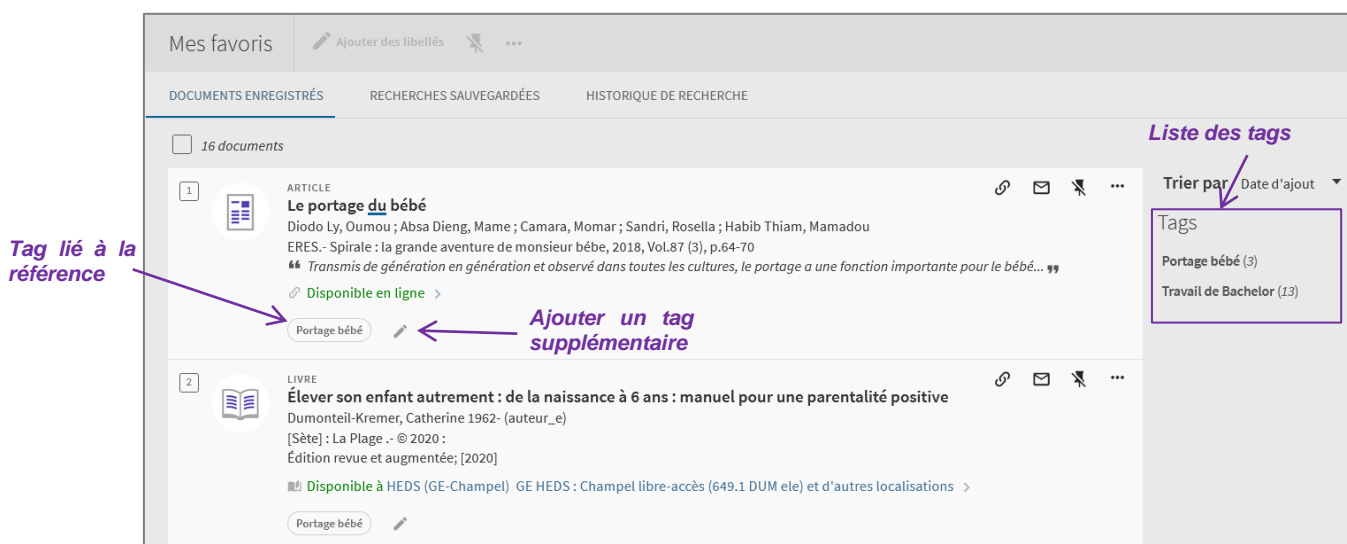 Mes favoris
Ajouter des libellés
DOCUMENTS ENREGISTRÉS
RECHERCHES SAUVEGARDÉES
HISTORIQUE DE RECHERCHE
16 documents
Liste des tags
1
ARTICLE
Le portage du bébé
Diodo Ly, Oumou ; Absa Dieng, Mame ; Camara, Momar ; Sandri, Rosella ; Habib Thiam, Mamadou
ERES.- Spirale : la grande aventure de monsieur bébe, 2018, Vol.87 (3), p.64-70
❝ Transmis de génération en génération et observé dans toutes les cultures, le portage a une fonction importante pour le bébé... ❞
Disponible en ligne >
Portage bébé
Tag lié à la
référence
Ajouter un tag
supplémentaire
Trier par Date d'ajout
Tags
Portage bébé (3)
Travail de Bachelor (13)
2
LIVRE
Élever son enfant autrement : de la naissance à 6 ans : manuel pour une parentalité positive
Dumonteil-Kremer, Catherine 1962- (auteur_e)
[Sète] : La Plage .- © 2020 :
Édition revue et augmentée; [2020]
Disponible à HEDS (GE-Champel) GE HEDS : Champel libre-accès (649.1 DUM ele) et d'autres localisations >
Portage bébé